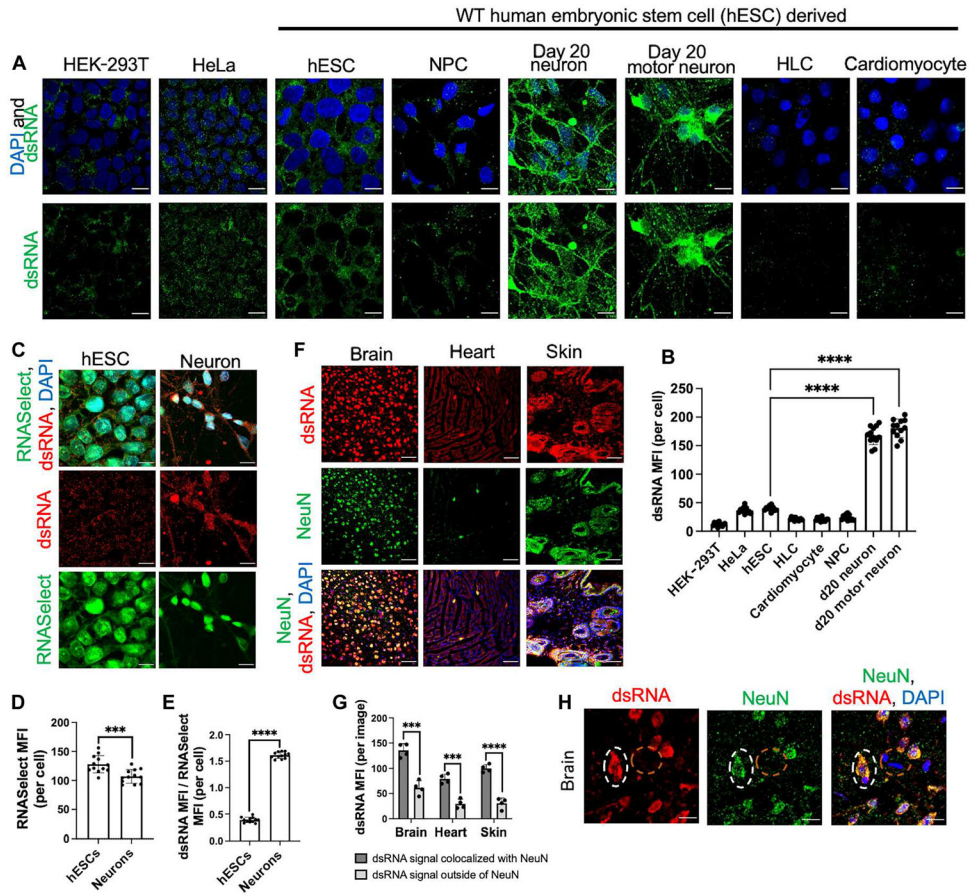 WT human embryonic stem cell (hESC) derived
A
HEK-293T
HeLa
hESC
NPC
Day 20
neuron
Day 20
motor neuron
HLC
Cardiomyocyte
DAPI and
dsRNA
dsRNA
C
hESC
Neuron
RNASelect,
dsRNA, DAPI
dsRNA
RNASelect
F
Brain
Heart
Skin
dsRNA
NeuN
NeuN,
dsRNA, DAPI
B
dsRNA MFI (per cell)
250
200
150
100
50
0
****
****
HEK-293T
HeLa
hESC
HLC
Cardiomyocyte
NPC
d20 neuron
d20 motor neuron
D
RNASelect MFI
(per cell)
200
150
100
50
0
***
hESCs
Neurons
E
dsRNA MFI / RNASelect
MFI (per cell)
2.0
1.5
1.0
0.5
0.0
****
hESCs
Neurons
G
dsRNA MFI (per image)
200
150
100
50
0
***
***
****
Brain
Heart
Skin
dsRNA signal colocalized with NeuN
dsRNA signal outside of NeuN
H
Brain
dsRNA
NeuN
NeuN,
dsRNA, DAPI